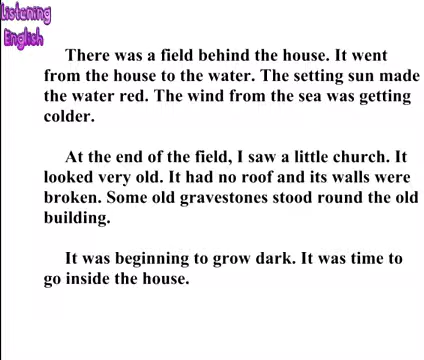 Listening
English
There was a field behind the house. It went
from the house to the water. The setting sun made
the water red. The wind from the sea was getting
colder.
At the end of the field, I saw a little church. It
looked very old. It had no roof and its walls were
broken. Some old gravestones stood round the old
building.
It was beginning to grow dark. It was time to
go inside the house.